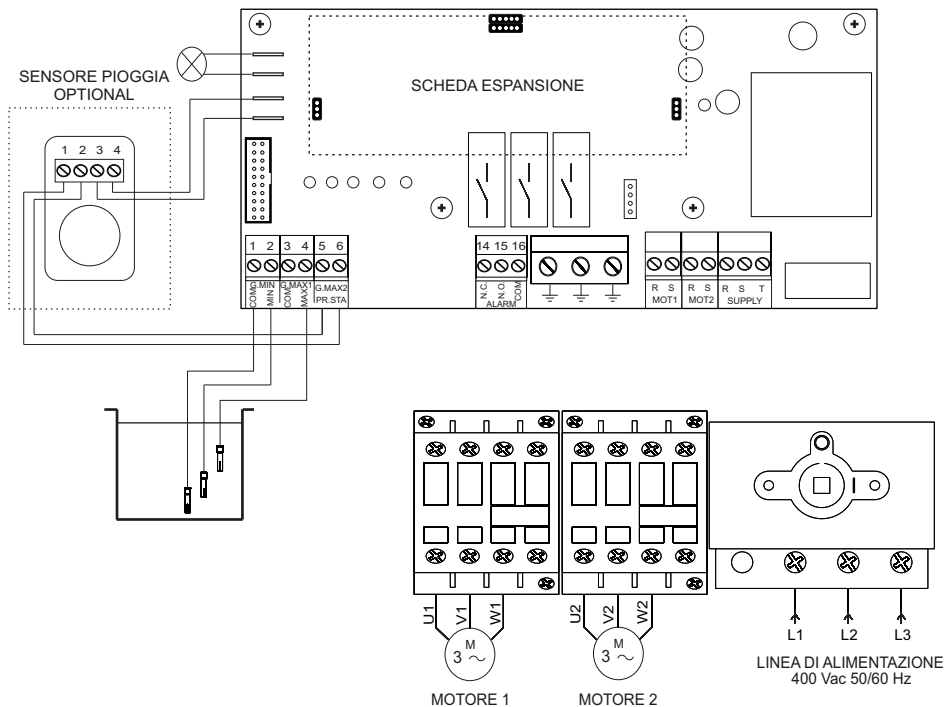 SCHEDA ESPANSIONE
SENSORE PIOGGIA
OPTIONAL
1 2 3 4
1 2 3 4 5 6
COM
G.MIN
MIN
G.MAX1
COM
MAX1
G.MAX2
PR.STA
14 15 16
N.C.
N.O.
COM
ALARM
R S R S R S T
MOT1 MOT2 SUPPLY
U1 V1 W1
M
3 ~
MOTORE 1
U2 V2 W2
M
3 ~
MOTORE 2
I
L1 L2 L3
LINEA DI ALIMENTAZIONE
400 Vac 50/60 Hz